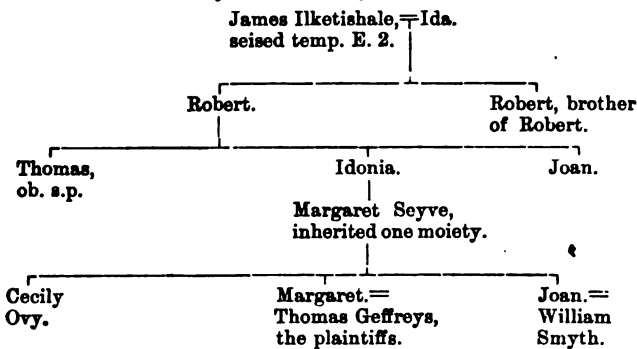 James Ilketishale,=Ida.
seised temp. E. 2.
Robert.
Robert, brother
of Robert.
Thomas,
ob. s.p.
Idonia.
Joan.
Margaret Seyve,
inherited one moiety.
Cecily
Ovy.
Margaret.=
Thomas Geffreys,
the plaintiffs.
Joan.=
William
Smyth.